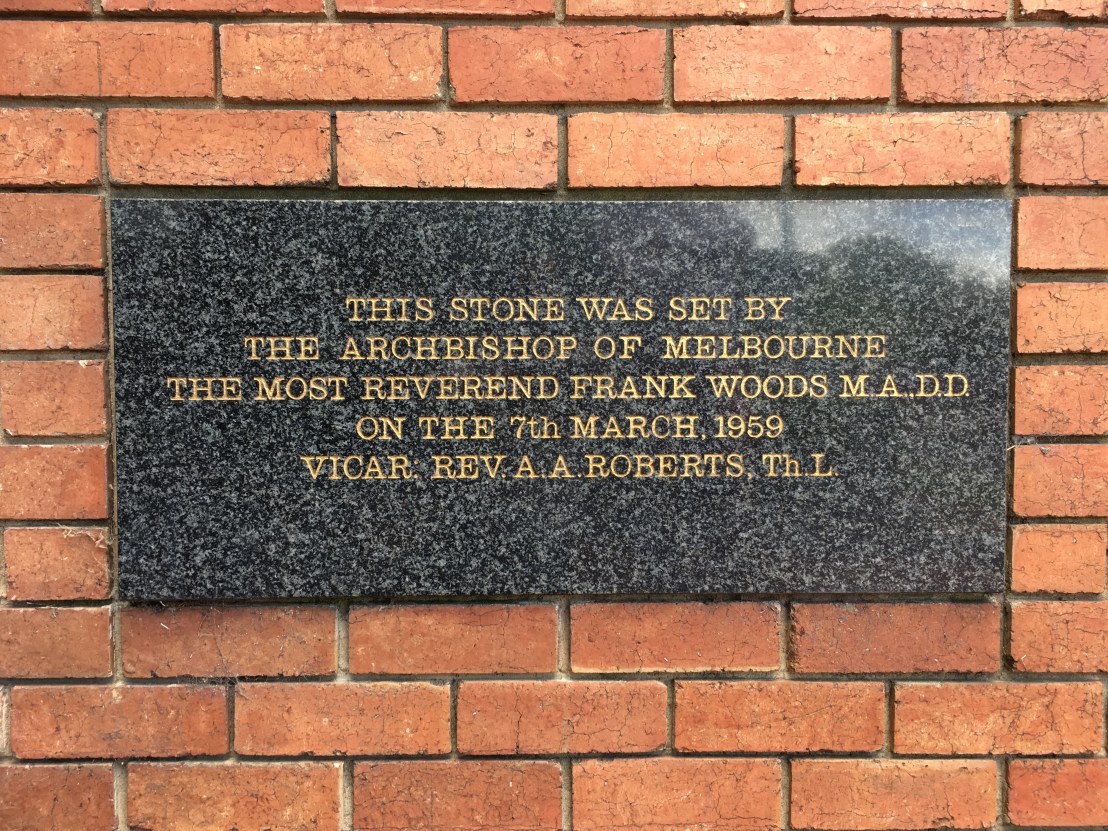 THIS STONE WAS SET BY
THE ARCHBISHOP OF MELBOURNE
THE MOST REVEREND FRANK WOODS M.A.,D.D.
ON THE 7th MARCH, 1959
VICAR: REV. A.A.ROBERTS, Th.L.